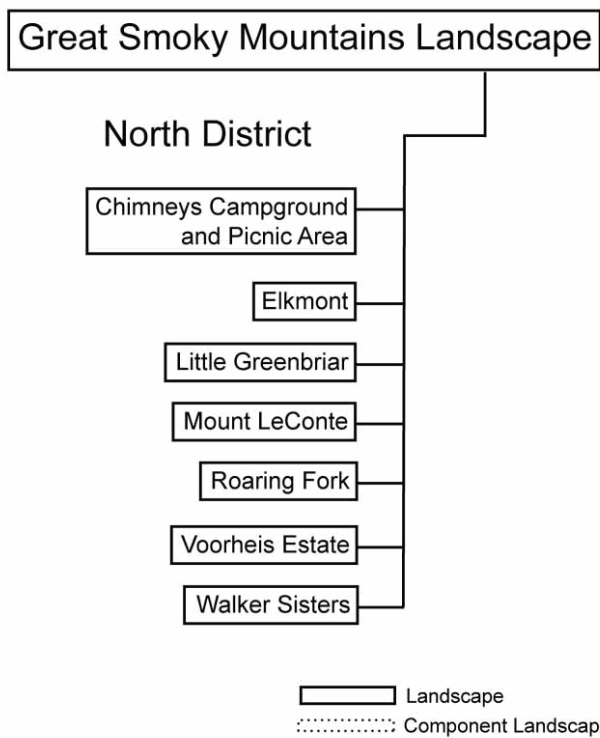 Great Smoky Mountains Landscape
North District
Chimneys Campground
and Picnic Area
Elkmont
Little Greenbriar
Mount LeConte
Roaring Fork
Voorheis Estate
Walker Sisters
Landscape
Component Landscap